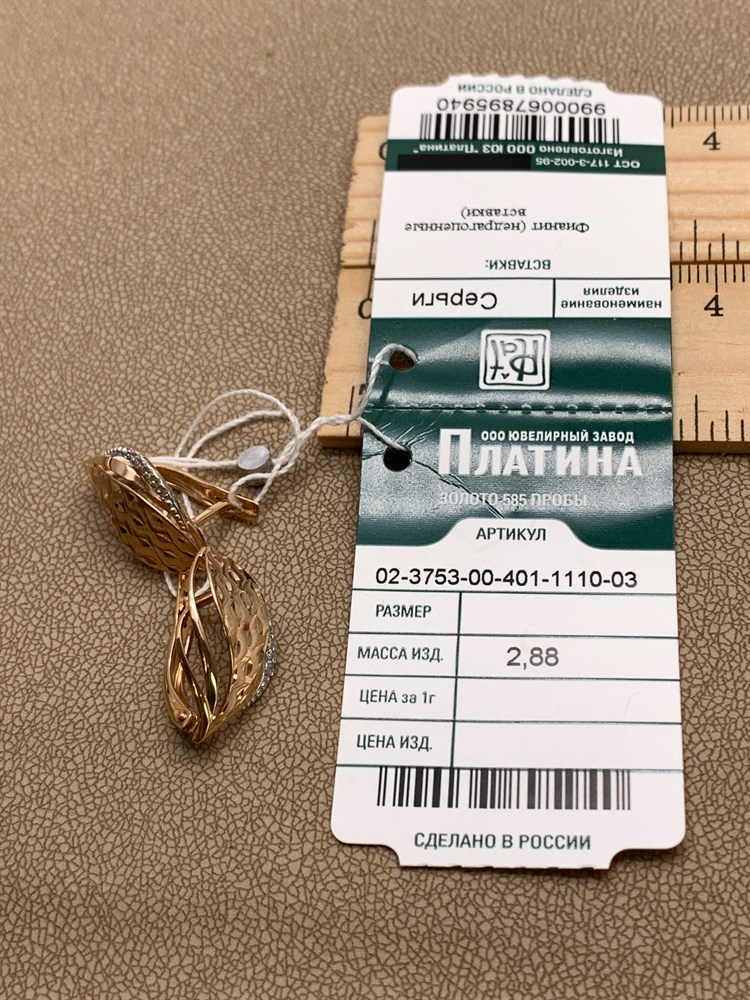 СДЕЛАНО В РОССИИ
9900067895940
Изготовлено ООО ЮЗ "Платина"
ОСТ 117-3-002-95
Фианит (недрагоценные
вставки)
ВСТАВКИ:
наименование
изделия
Серьги
ООО ЮВЕЛИРНЫЙ ЗАВОД
ПЛАТИНА
ЗОЛОТО 585 ПРОБЫ
АРТИКУЛ
02-3753-00-401-1110-03
РАЗМЕР
МАССА ИЗД. 2,88
ЦЕНА за 1г
ЦЕНА ИЗД.
СДЕЛАНО В РОССИИ
4
4